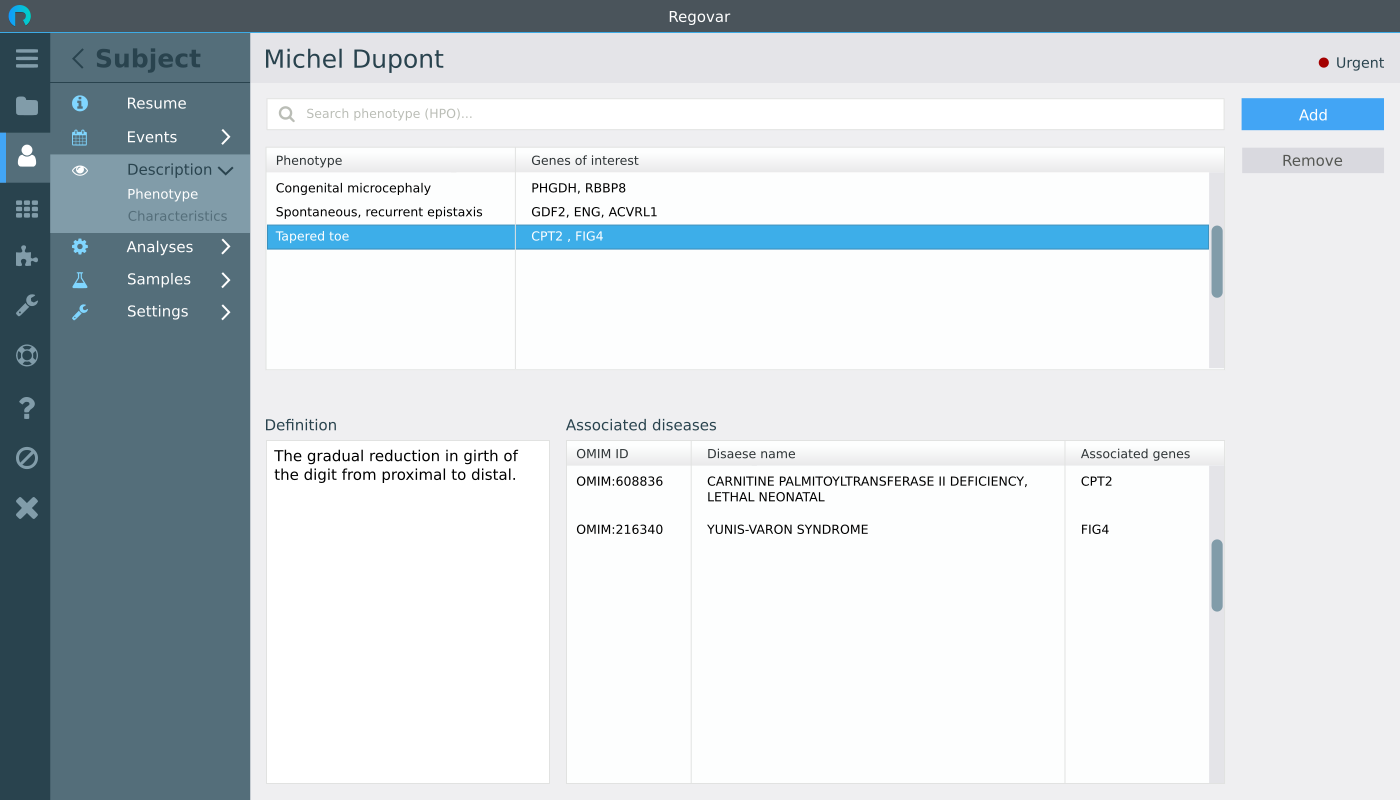 Regovar
Subject
Michel Dupont
Urgent
Resume
Events
Description
Phenotype
Characteristics
Analyses
Samples
Settings
Search phenotype (HPO)...
Add
Remove
Phenotype Genes of interest
Congenital microcephaly PHGDH, RBBP8
Spontaneous, recurrent epistaxis GDF2, ENG, ACVRL1
Tapered toe CPT2 , FIG4
Definition
The gradual reduction in girth of
the digit from proximal to distal.
Associated diseases
OMIM ID Disaese name Associated genes
OMIM:608836 CARNITINE PALMITOYLTRANSFERASE II DEFICIENCY, CPT2
LETHAL NEONATAL
OMIM:216340 YUNIS-VARON SYNDROME FIG4